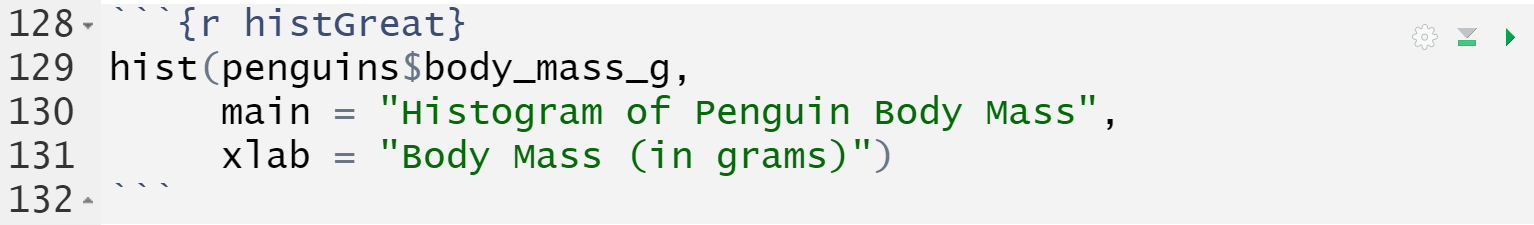 128 ```{r histGreat}
129 hist(penguins$body_mass_g,
130      main = "Histogram of Penguin Body Mass",
131      xlab = "Body Mass (in grams)")
132 ```